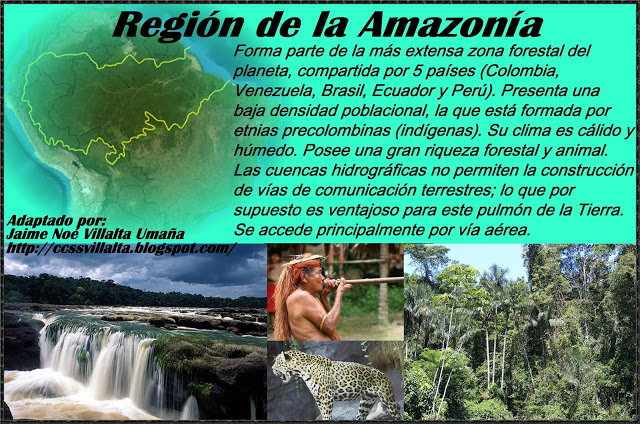 Región de la Amazonía
Forma parte de la más extensa zona forestal del
planeta, compartida por 5 países (Colombia,
Venezuela, Brasil, Ecuador y Perú). Presenta una
baja densidad poblacional, la que está formada por
etnias precolombinas (indígenas). Su clima es cálido y
húmedo. Posee una gran riqueza forestal y animal.
Las cuencas hidrográficas no permiten la construcción
de vías de comunicación terrestres; lo que por
supuesto es ventajoso para este pulmón de la Tierra.
Se accede principalmente por vía aérea.
Adaptado por:
Jaime Noé Villalta Umaña
http://ccssvillalta.blogspot.com/